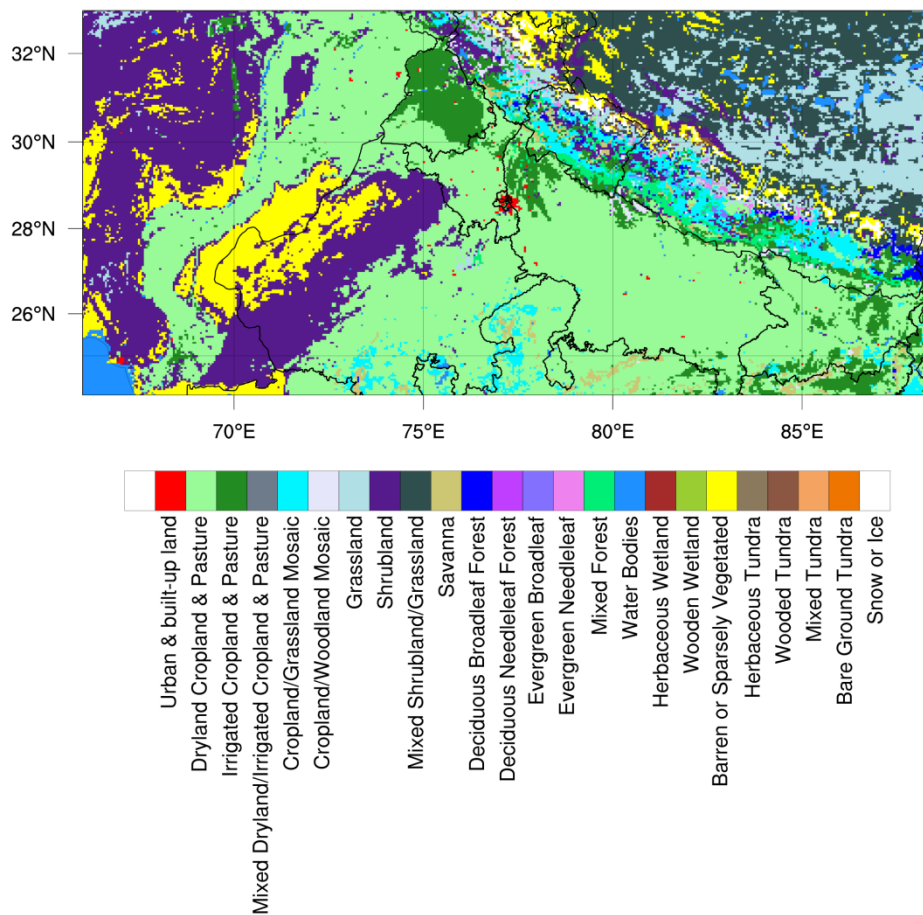 32°N
30°N
28°N
26°N
70°E
75°E
80°E
85°E
Urban & built-up land
Dryland Cropland & Pasture
Irrigated Cropland & Pasture
Mixed Dryland/Irrigated Cropland & Pasture
Cropland/Grassland Mosaic
Cropland/Woodland Mosaic
Grassland
Shrubland
Mixed Shrubland/Grassland
Savanna
Deciduous Broadleaf Forest
Deciduous Needleleaf Forest
Evergreen Broadleaf
Evergreen Needleleaf
Mixed Forest
Water Bodies
Herbaceous Wetland
Wooden Wetland
Barren or Sparsely Vegetated
Herbaceous Tundra
Wooded Tundra
Mixed Tundra
Bare Ground Tundra
Snow or Ice